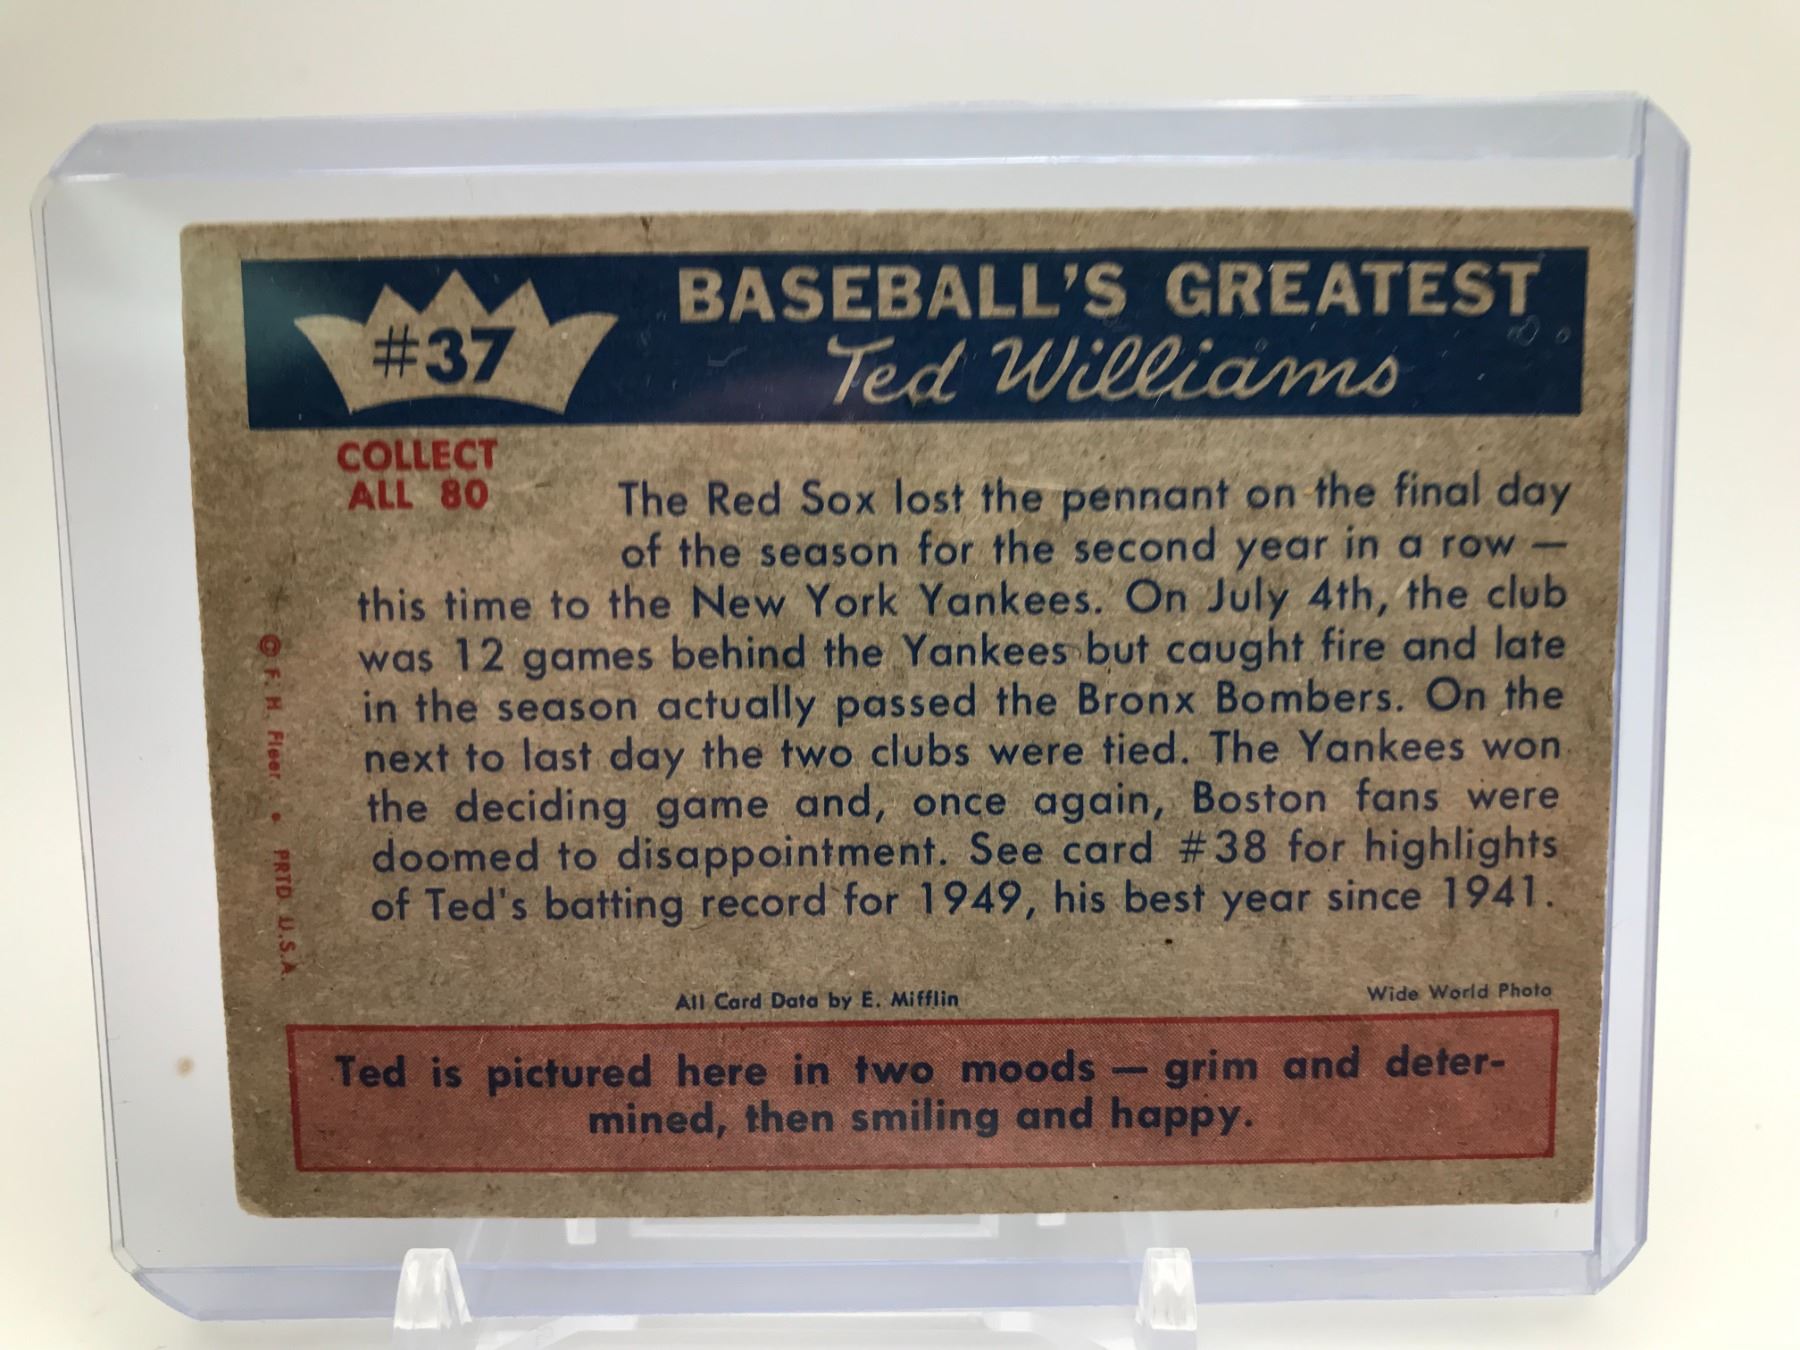 #37
BASEBALL'S GREATEST
Ted Williams
COLLECT
ALL 80
The Red Sox lost the pennant on the final day
of the season for the second year in a row —
this time to the New York Yankees. On July 4th, the club
was 12 games behind the Yankees but caught fire and late
in the season actually passed the Bronx Bombers. On the
next to last day the two clubs were tied. The Yankees won
the deciding game and, once again, Boston fans were
doomed to disappointment. See card #38 for highlights
of Ted's batting record for 1949, his best year since 1941.
© F. H. Fleer. • PRTD U.S.A.
All Card Data by E. Mifflin
Wide World Photo
Ted is pictured here in two moods — grim and deter-
mined, then smiling and happy.